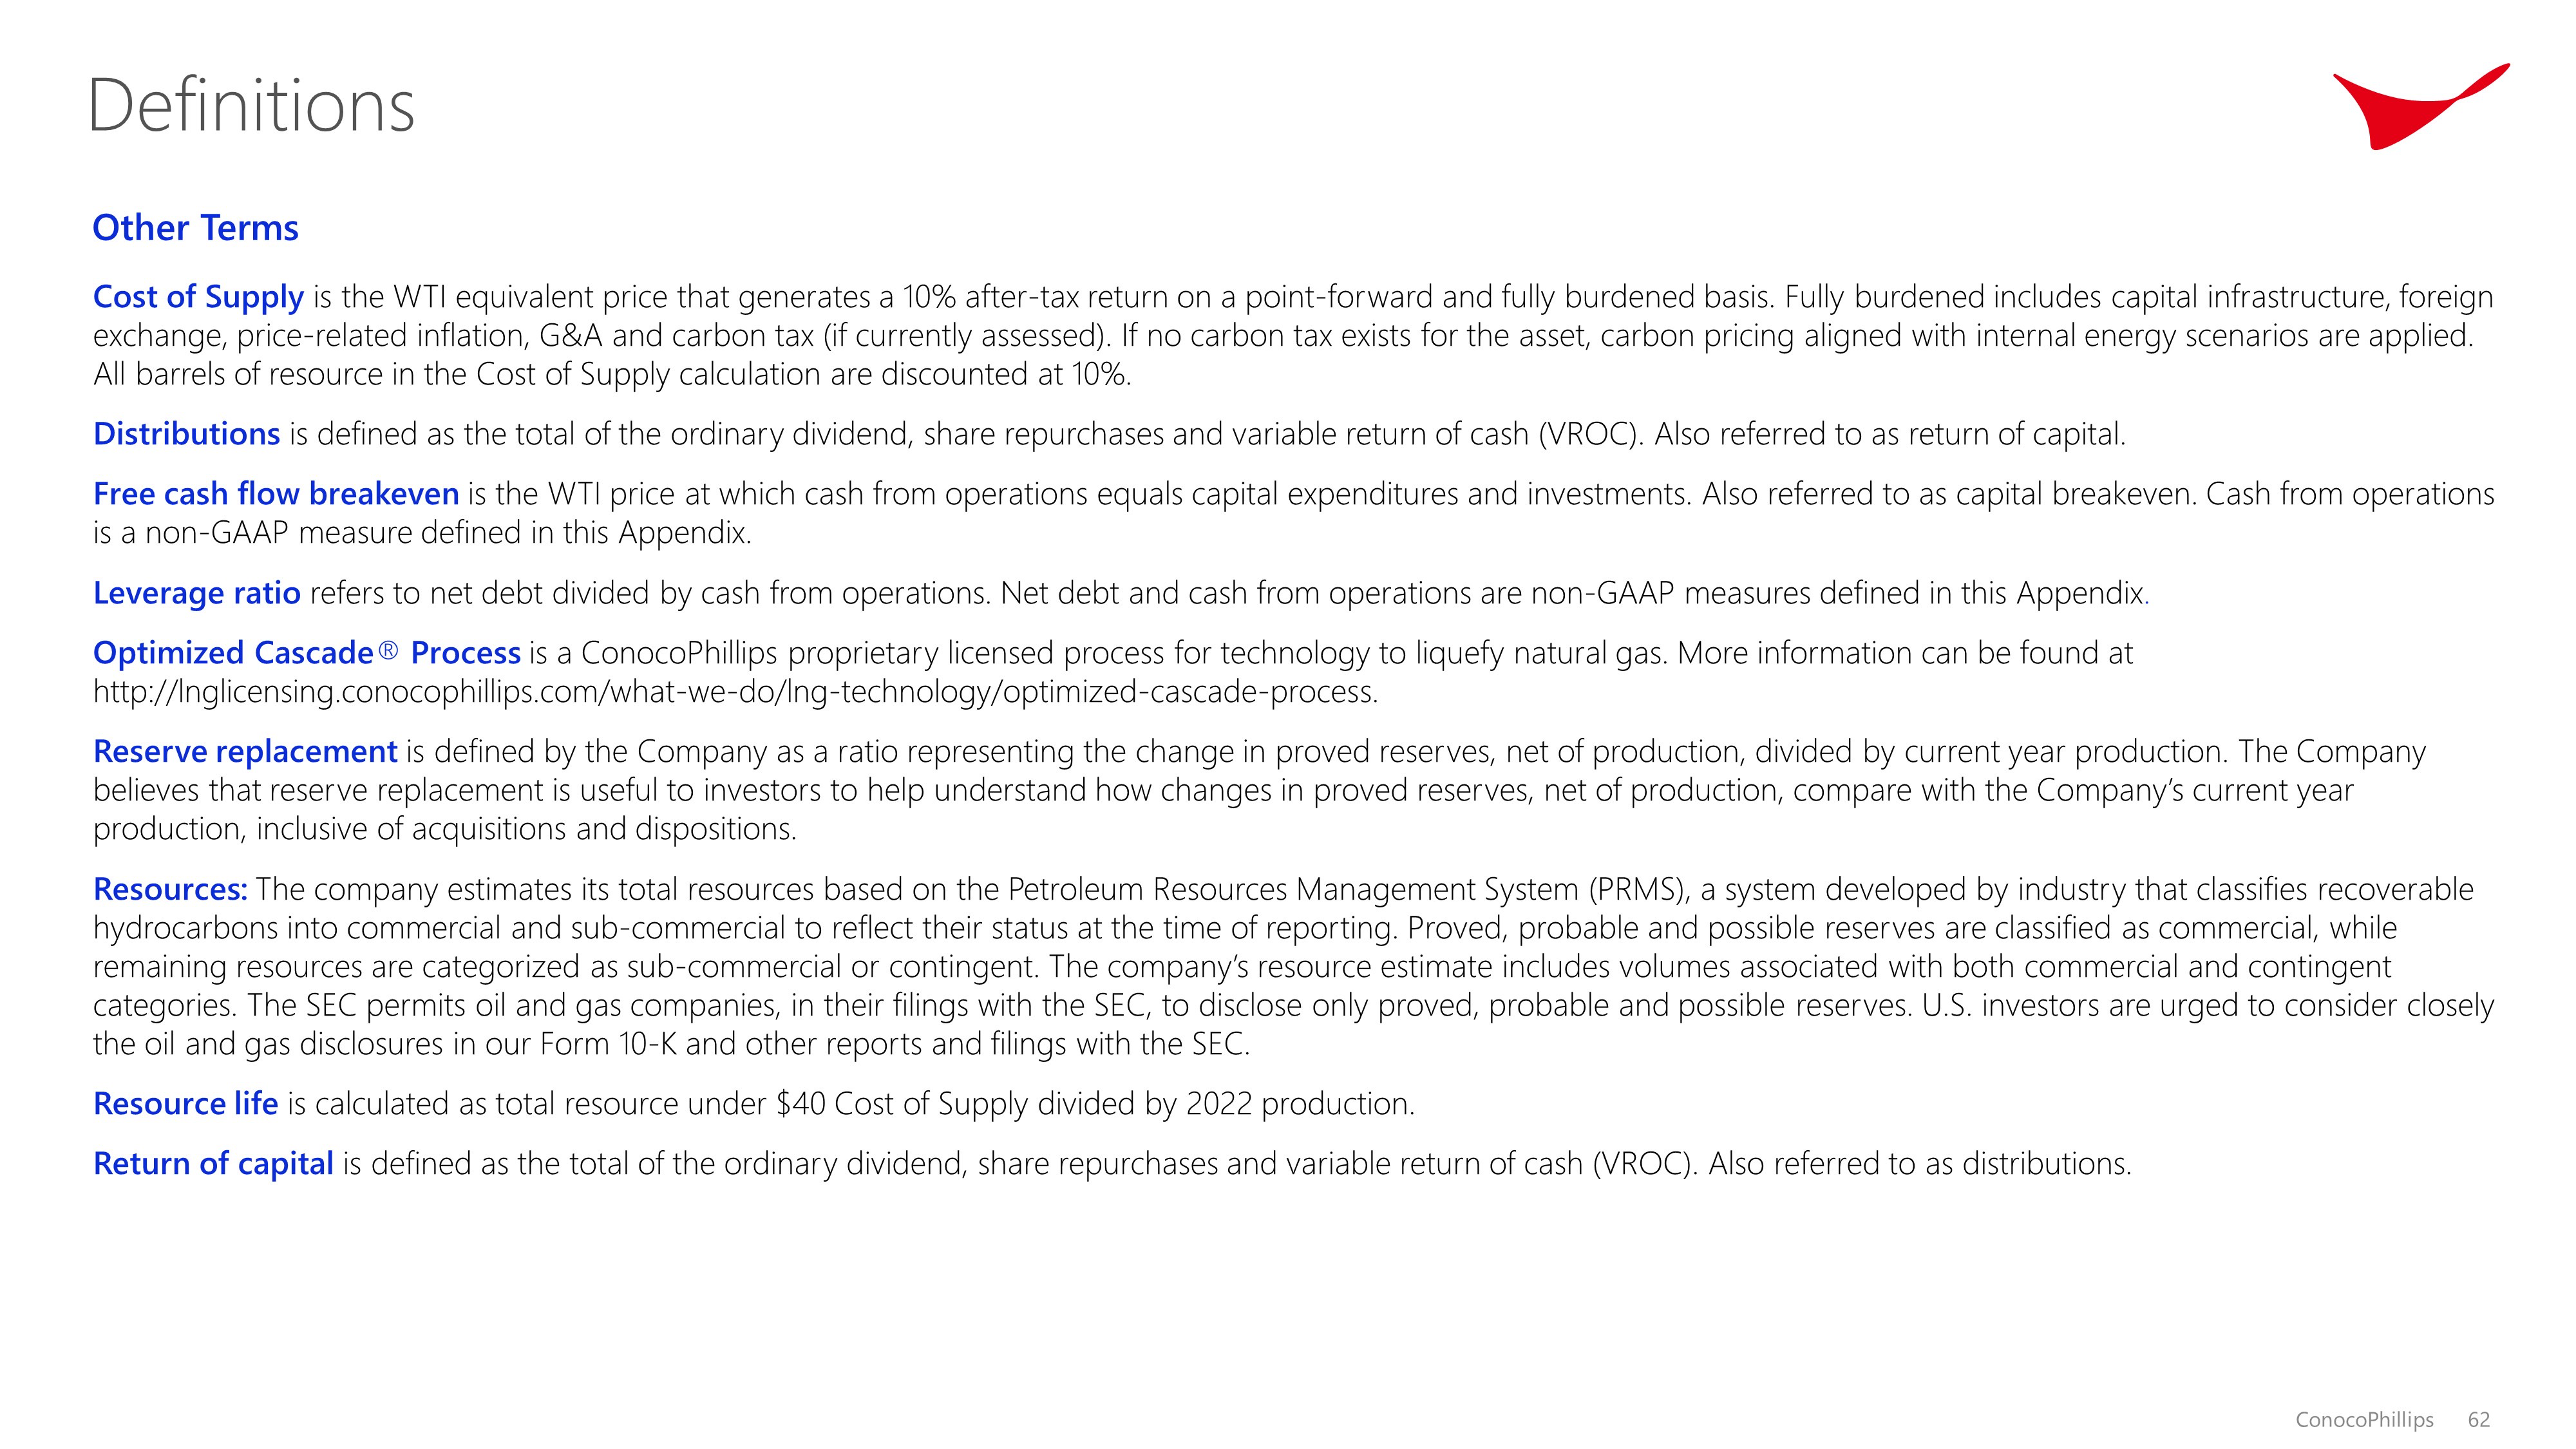 Definitions
Other Terms
Cost of Supply is the WTI equivalent price that generates a 10% after-tax return on a point-forward and fully burdened basis. Fully burdened includes capital infrastructure, foreign
exchange, price-related inflation, G&A and carbon tax (if currently assessed). If no carbon tax exists for the asset, carbon pricing aligned with internal energy scenarios are applied.
All barrels of resource in the Cost of Supply calculation are discounted at 10%.
Distributions is defined as the total of the ordinary dividend, share repurchases and variable return of cash (VROC). Also referred to as return of capital.
Free cash flow breakeven is the WTI price at which cash from operations equals capital expenditures and investments. Also referred to as capital breakeven. Cash from operations
is a non-GAAP measure defined in this Appendix.
Leverage ratio refers to net debt divided by cash from operations. Net debt and cash from operations are non-GAAP measures defined in this Appendix.
Optimized Cascade® Process is a ConocoPhillips proprietary licensed process for technology to liquefy natural gas. More information can be found at
http://lnglicensing.conocophillips.com/what-we-do/lng-technology/optimized-cascade-process.
Reserve replacement is defined by the Company as a ratio representing the change in proved reserves, net of production, divided by current year production. The Company
believes that reserve replacement is useful to investors to help understand how changes in proved reserves, net of production, compare with the Company’s current year
production, inclusive of acquisitions and dispositions.
Resources: The company estimates its total resources based on the Petroleum Resources Management System (PRMS), a system developed by industry that classifies recoverable
hydrocarbons into commercial and sub-commercial to reflect their status at the time of reporting. Proved, probable and possible reserves are classified as commercial, while
remaining resources are categorized as sub-commercial or contingent. The company’s resource estimate includes volumes associated with both commercial and contingent
categories. The SEC permits oil and gas companies, in their filings with the SEC, to disclose only proved, probable and possible reserves. U.S. investors are urged to consider closely
the oil and gas disclosures in our Form 10-K and other reports and filings with the SEC.
Resource life is calculated as total resource under $40 Cost of Supply divided by 2022 production.
Return of capital is defined as the total of the ordinary dividend, share repurchases and variable return of cash (VROC). Also referred to as distributions.
ConocoPhillips 62